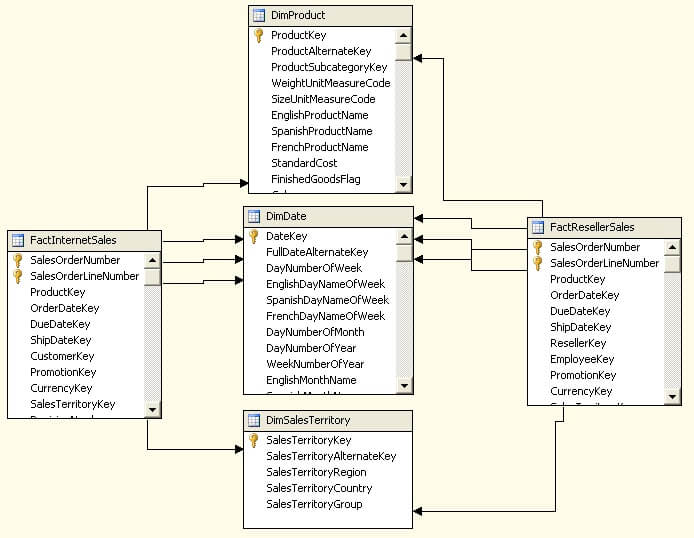 DimProduct
ProductKey
ProductAlternateKey
ProductSubcategoryKey
WeightUnitMeasureCode
SizeUnitMeasureCode
EnglishProductName
SpanishProductName
FrenchProductName
StandardCost
FinishedGoodsFlag
FactInternetSales
SalesOrderNumber
SalesOrderLineNumber
ProductKey
OrderDateKey
DueDateKey
ShipDateKey
CustomerKey
PromotionKey
CurrencyKey
SalesTerritoryKey
DimDate
DateKey
FullDateAlternateKey
DayNumberOfWeek
EnglishDayNameOfWeek
SpanishDayNameOfWeek
FrenchDayNameOfWeek
DayNumberOfMonth
DayNumberOfYear
WeekNumberOfYear
EnglishMonthName
FactResellerSales
SalesOrderNumber
SalesOrderLineNumber
ProductKey
OrderDateKey
DueDateKey
ShipDateKey
ResellerKey
EmployeeKey
PromotionKey
CurrencyKey
DimSalesTerritory
SalesTerritoryKey
SalesTerritoryAlternateKey
SalesTerritoryRegion
SalesTerritoryCountry
SalesTerritoryGroup